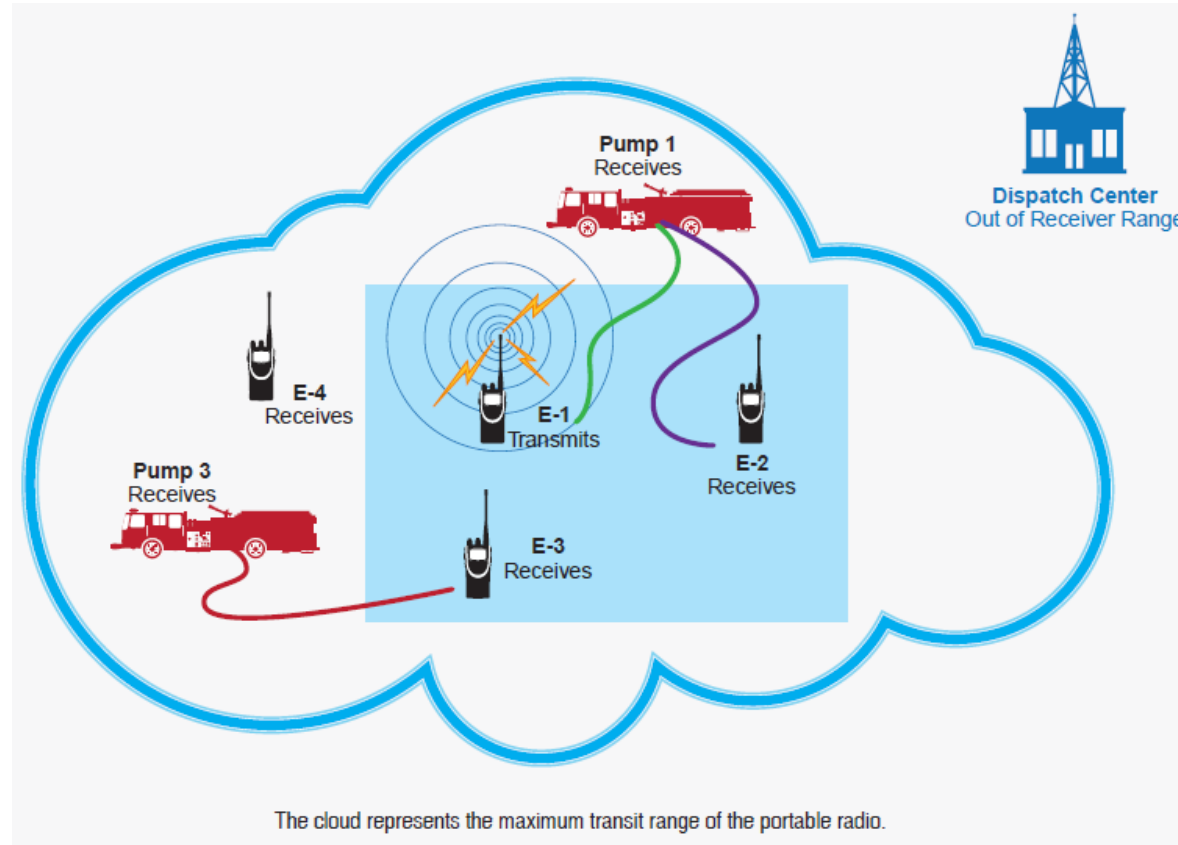 Pump 1
Receives
Dispatch Center
Out of Receiver Range
E-4
Receives
E-1
Transmits
E-2
Receives
Pump 3
Receives
E-3
Receives
The cloud represents the maximum transit range of the portable radio.